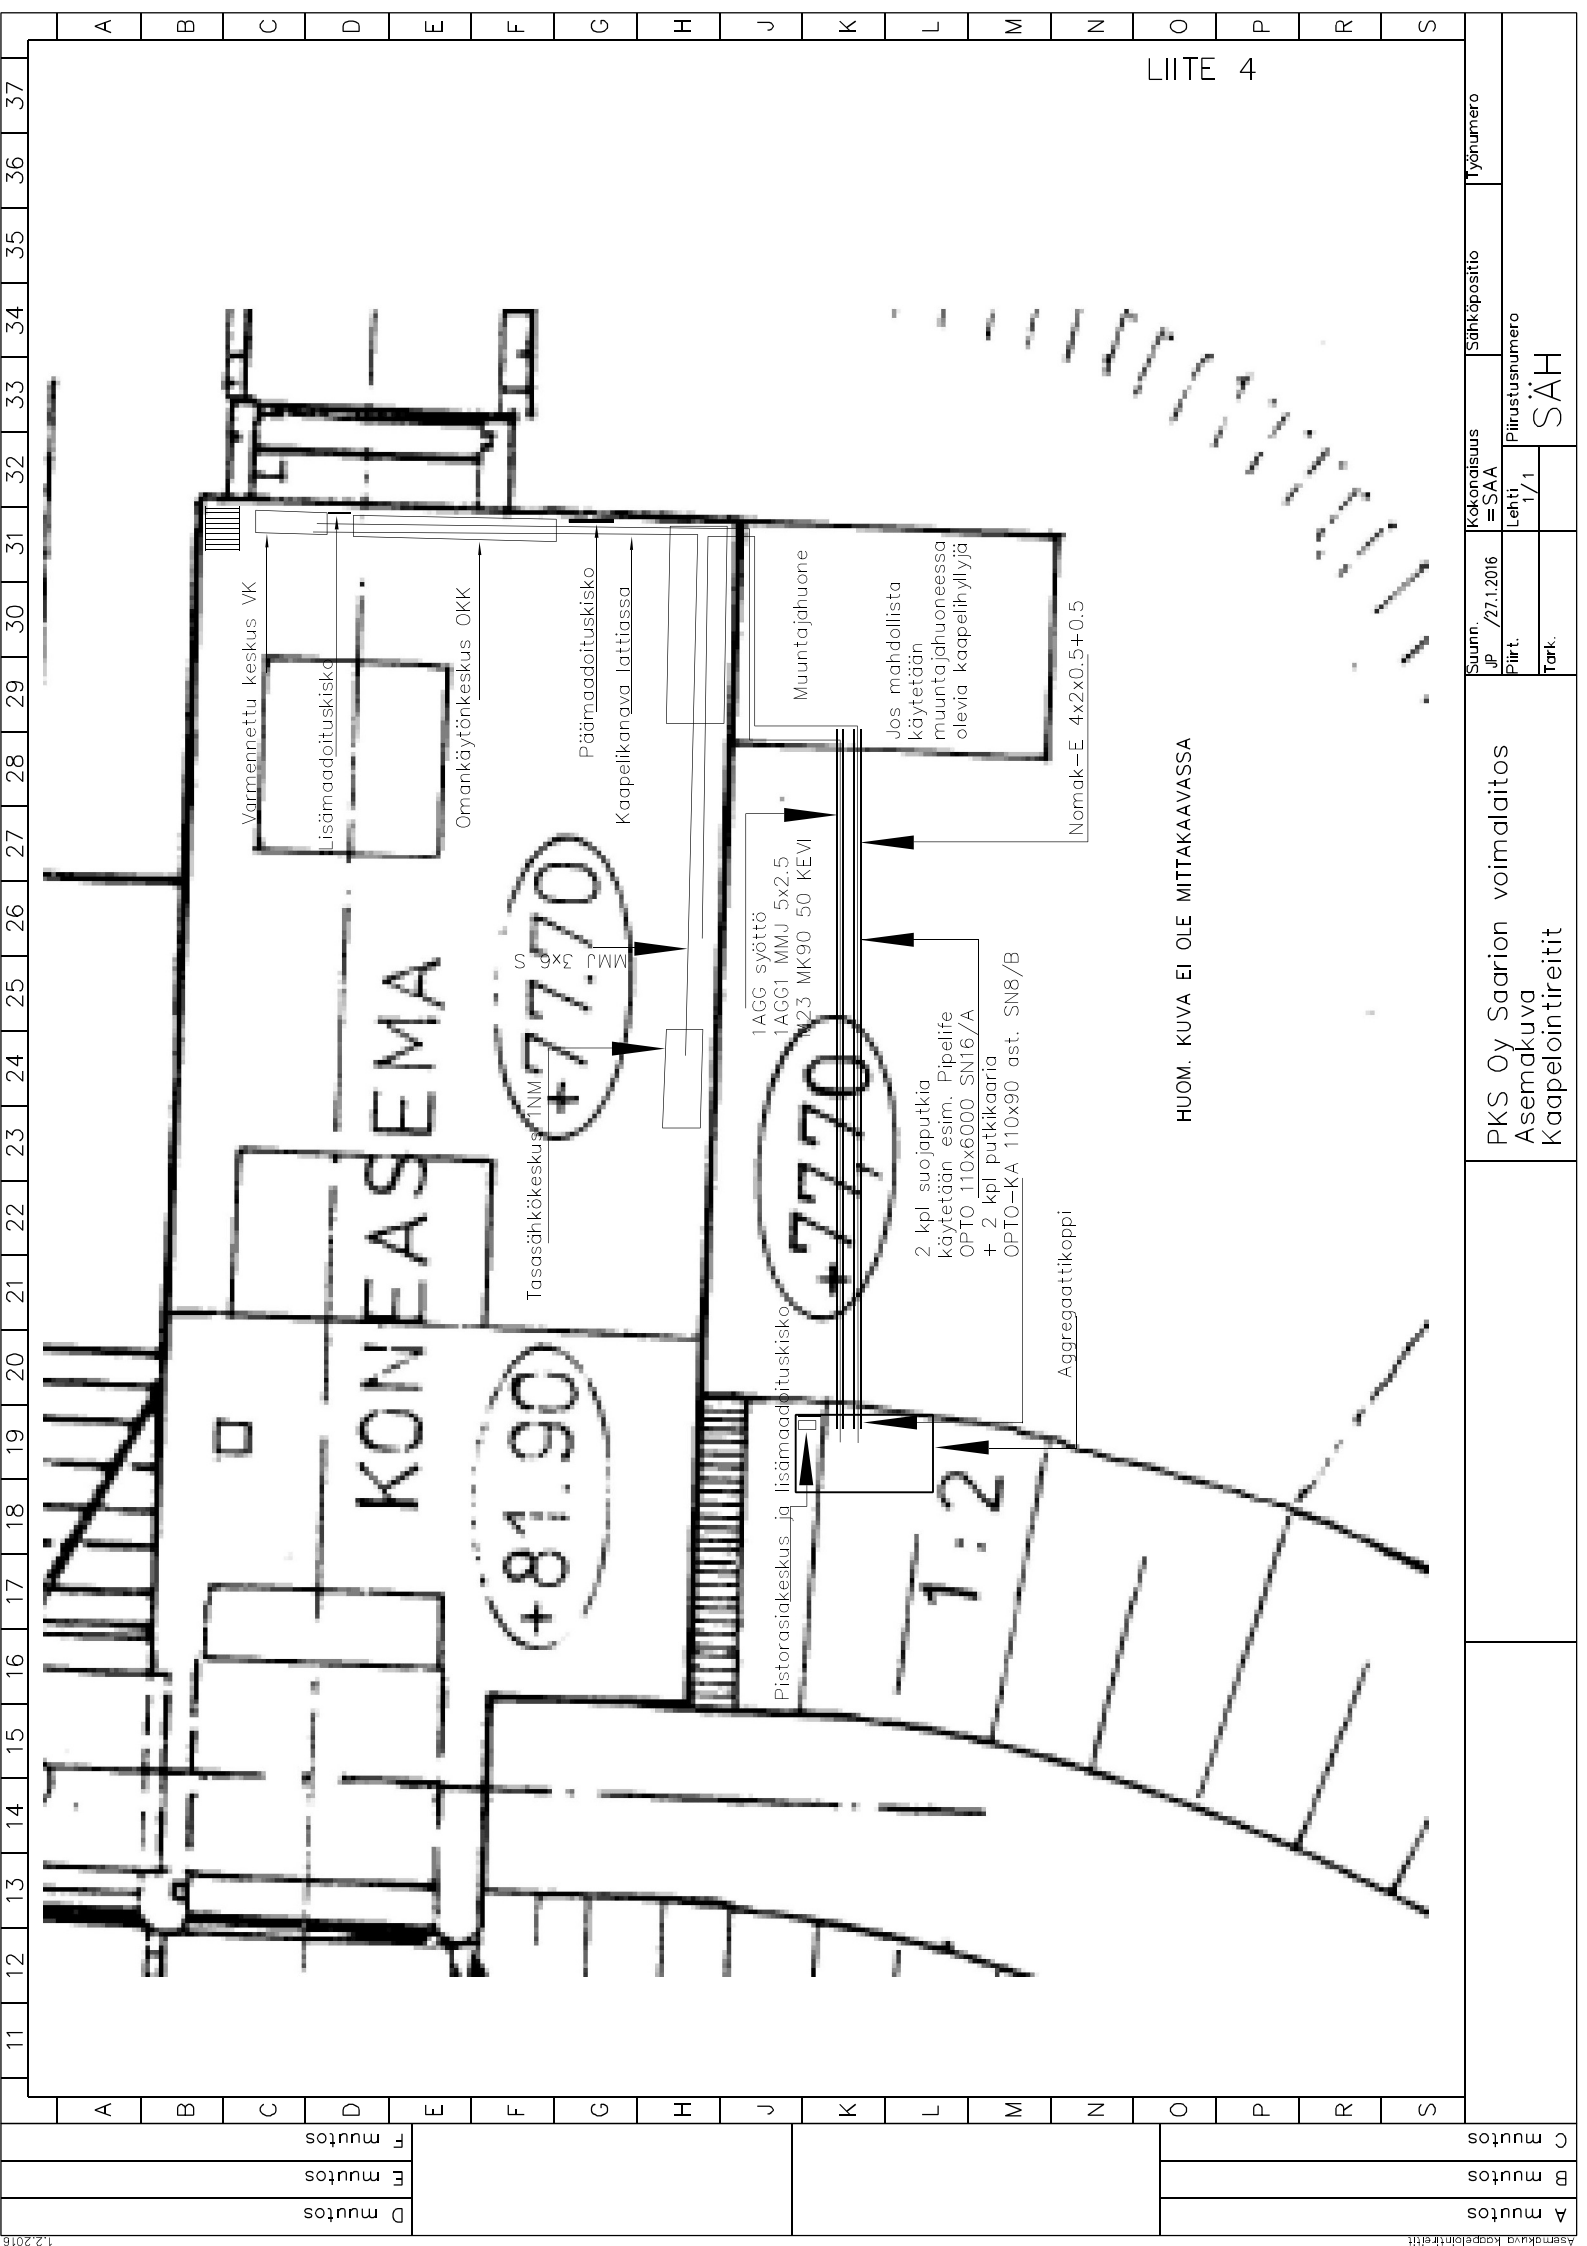 LIITE 4
A B C D E F G H J K L M N O P R S
37
36
35
34
33
32
31
30
29
28
27
26
25
24
23
22
21
20
19
18
17
16
15
14
13
12
11
Varmennettu keskus VK
Lisämaadoituskisko
Omankäytönkeskus OKK
Päämaadoituskisko
Kaapelikanava lattiassa
Muuntajahuone
Jos mahdollista
käytetään
muuntajahuoneessa
olevia kaapelihyllyjä
Nomak-E 4x2x0.5+0.5
KONEASEMA
+77.70
MMJ 3x6 S
Tasasähkökeskus 1NM
1AGG syöttö
1AGG1 MMJ 5x2.5
M23 MK90 50 KEVI
+77,70
2 kpl suojaputkia
käytetään esim. Pipelife
OPTO 110x6000 SN16/A
+ 2 kpl putkikaaria
OPTO-KA 110x90 ast. SN8/B
Aggregaattikoppi
Pistorasiakeskus ja lisämaadoituskisko
+81.90
1:2
HUOM. KUVA EI OLE MITTAKAAVASSA
A B C D E F G H J K L M N O P R S
PKS Oy Saarion voimalaitos
Asemakuva
Kaapelointireitit
Suunn.
JP /27.1.2016
Piirt.
Tark.
Kokonaisuus
=SAA
Lehti
1/1
Sähköpositio
Työnumero
Piirustusnumero
SÄH
F muutos
E muutos
D muutos
C muutos
B muutos
A muutos
1.2.2016
Asemakuva kaapelointireitit